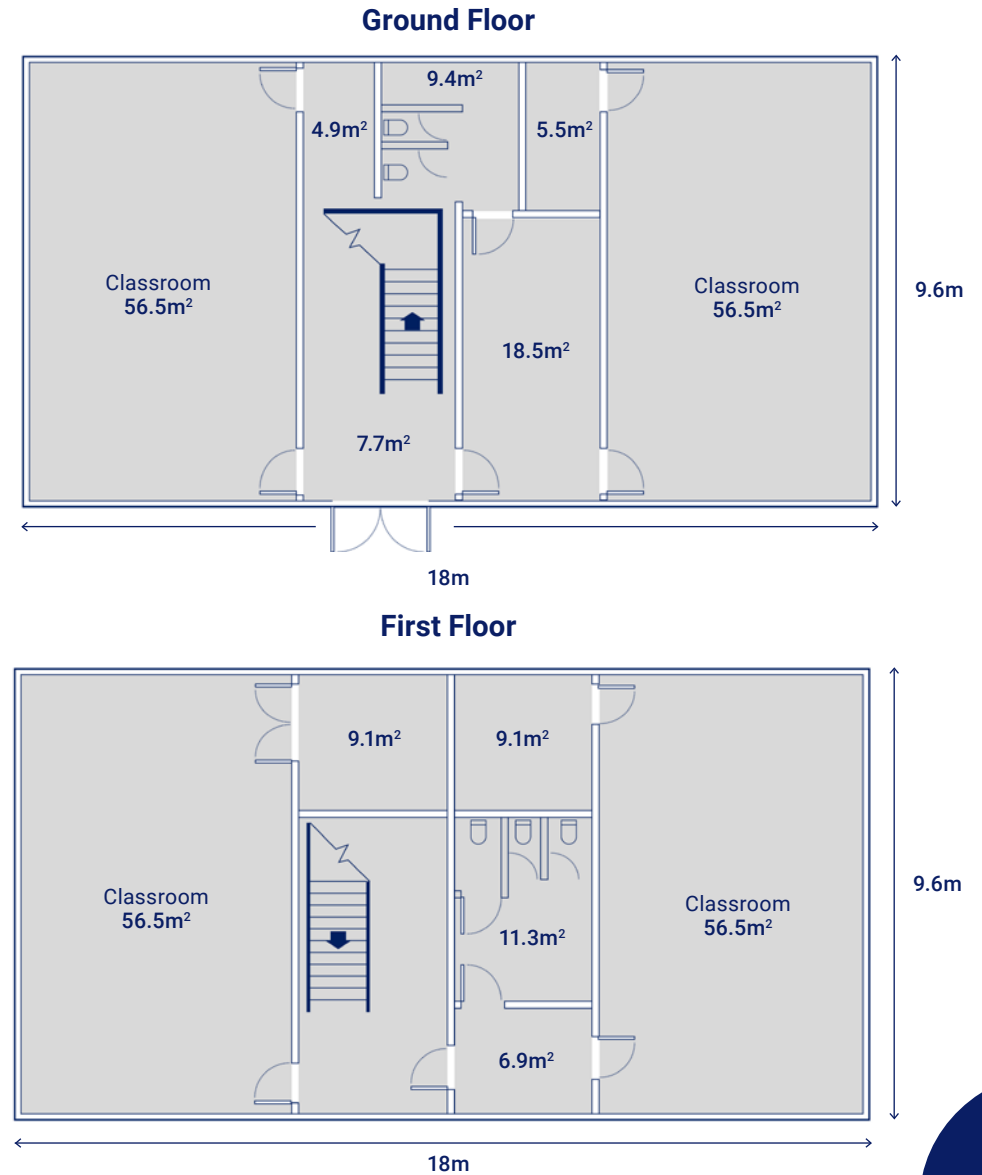 Ground Floor
9.4m²
4.9m²
5.5m²
Classroom
56.5m²
Classroom
56.5m²
9.6m
18.5m²
7.7m²
18m
First Floor
9.1m²
9.1m²
Classroom
56.5m²
Classroom
56.5m²
9.6m
11.3m²
6.9m²
18m